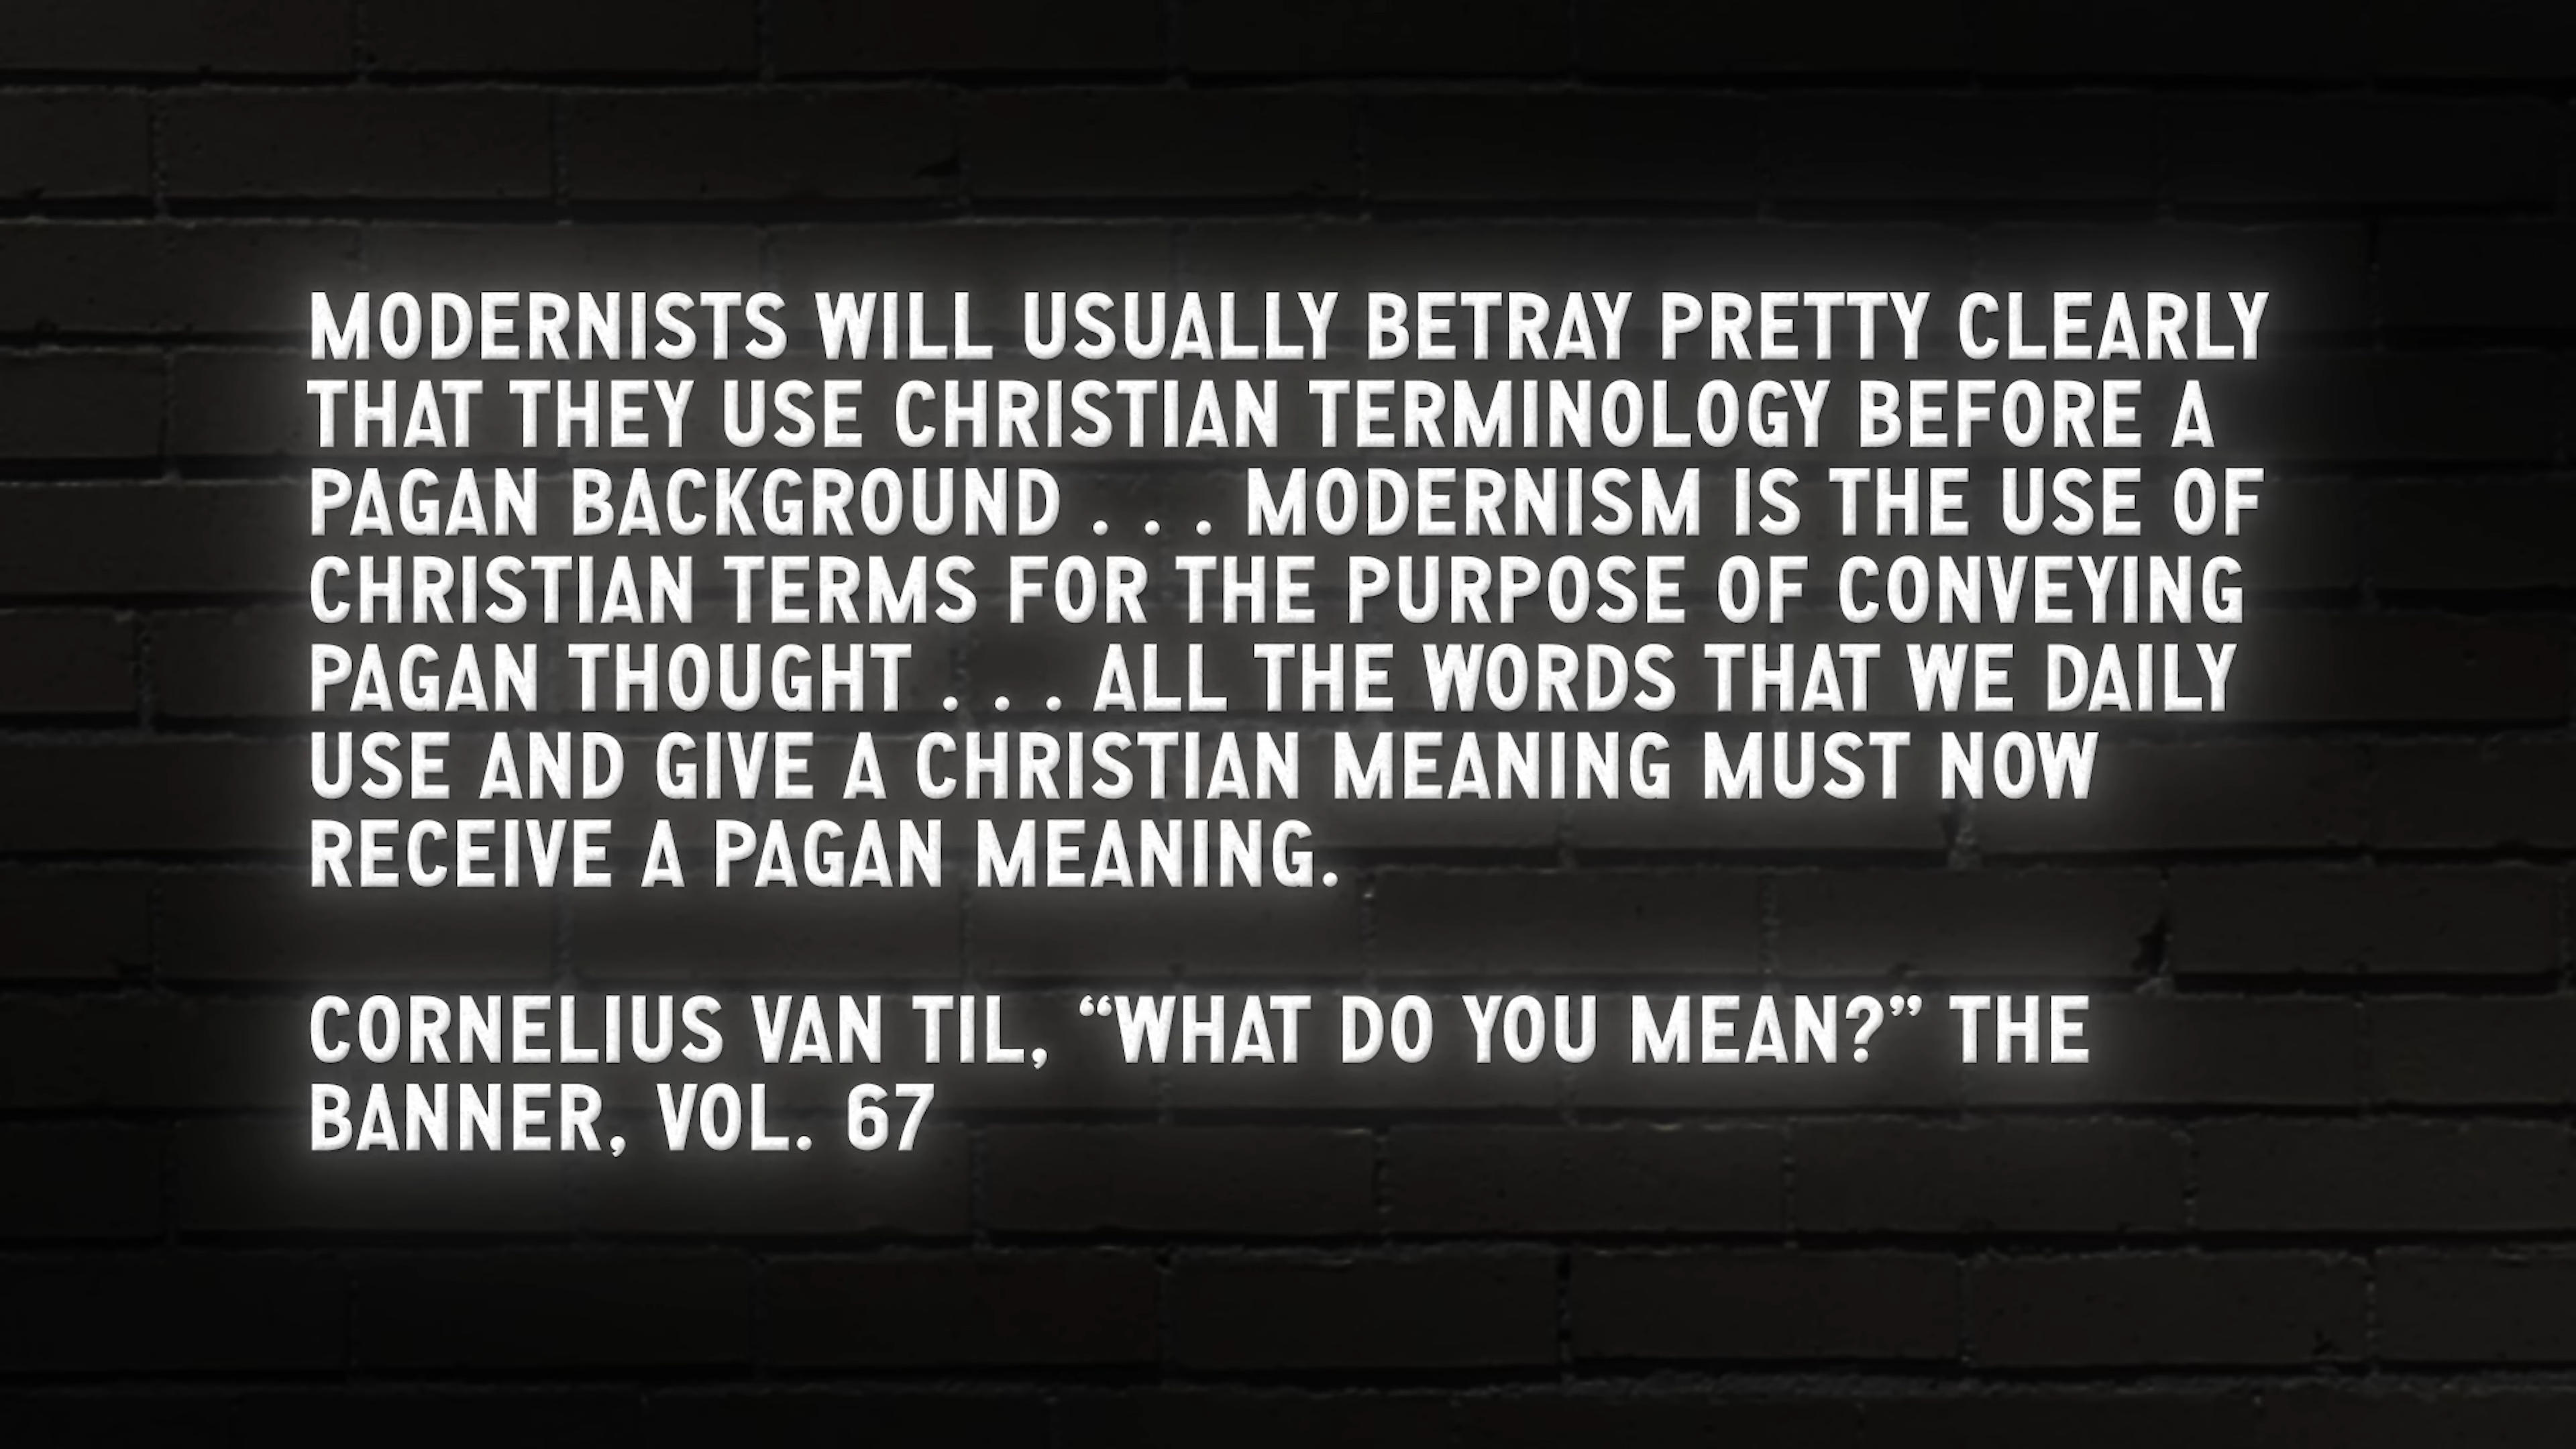 MODERNISTS WILL USUALLY BETRAY PRETTY CLEARLY
THAT THEY USE CHRISTIAN TERMINOLOGY BEFORE A
PAGAN BACKGROUND . . . MODERNISM IS THE USE OF
CHRISTIAN TERMS FOR THE PURPOSE OF CONVEYING
PAGAN THOUGHT . . . ALL THE WORDS THAT WE DAILY
USE AND GIVE A CHRISTIAN MEANING MUST NOW
RECEIVE A PAGAN MEANING.
CORNELIUS VAN TIL, “WHAT DO YOU MEAN?” THE
BANNER, VOL. 67